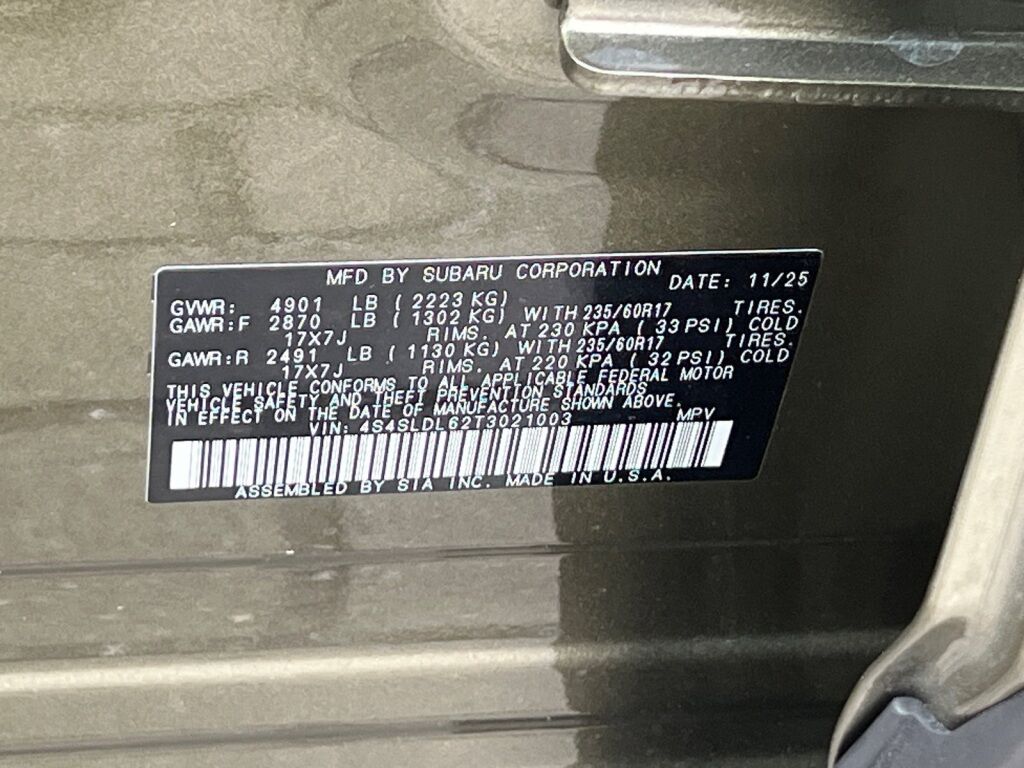 MFD BY SUBARU CORPORATION DATE: 11/25
GVWR: 4901 LB ( 2223 KG)
GAWR:F 2870 LB ( 1302 KG) WITH 235/60R17 TIRES.
17X7J RIMS. AT 230 KPA ( 33 PSI) COLD
GAWR:R 2491 LB ( 1130 KG) WITH 235/60R17 TIRES.
17X7J RIMS. AT 220 KPA ( 32 PSI) COLD
THIS VEHICLE CONFORMS TO ALL APPLICABLE FEDERAL MOTOR
VEHICLE SAFETY AND THEFT PREVENTION STANDARDS
IN EFFECT ON THE DATE OF MANUFACTURE SHOWN ABOVE.
VIN: 4S4SLDL62T3021003 MPV
ASSEMBLED BY SIA INC. MADE IN U.S.A.